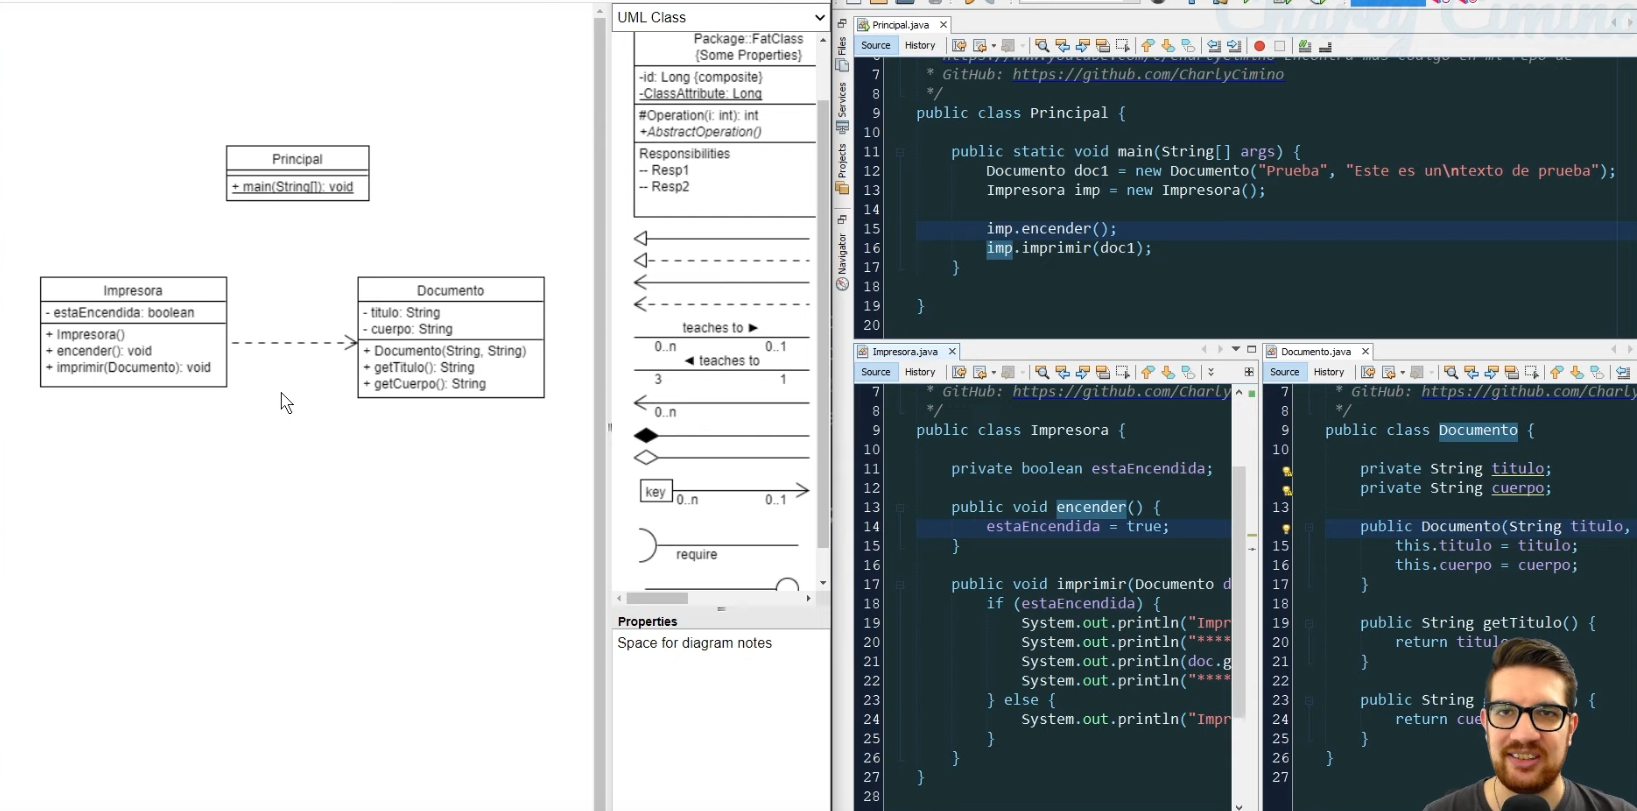 Principal
+ main(String[]): void
Impresora
- estaEncendida: boolean
+ Impresora()
+ encender(): void
+ imprimir(Documento): void
Documento
- titulo: String
- cuerpo: String
+ Documento(String, String)
+ getTitulo(): String
+ getCuerpo(): String
UML Class
Package::FatClass
{Some Properties}
-id: Long {composite}
-ClassAttribute: Long
#Operation(i: int): int
+AbstractOperation()
Responsibilities
-- Resp1
-- Resp2
teaches to ►
0..n 0..1
◄ teaches to
3 1
0..n
key 0..n 0..1
require
Properties
Space for diagram notes
Files
Services
Projects
Navigator
Charly Cimino
Principal.java
Source History
7 * GitHub: https://github.com/CharlyCimino
8 */
9 public class Principal {
10
11 public static void main(String[] args) {
12 Documento doc1 = new Documento("Prueba", "Este es un\ntexto de prueba");
13 Impresora imp = new Impresora();
14
15 imp.encender();
16 imp.imprimir(doc1);
17 }
18
19 }
20
Impresora.java
Source History
7 * GitHub: https://github.com/CharlyC
8 */
9 public class Impresora {
10
11 private boolean estaEncendida;
12
13 public void encender() {
14 estaEncendida = true;
15 }
16
17 public void imprimir(Documento d
18 if (estaEncendida) {
19 System.out.println("Impr
20 System.out.println("****
21 System.out.println(doc.g
22 System.out.println("****
23 } else {
24 System.out.println("Impr
25 }
26 }
27 }
28
Documento.java
Source History
7 * GitHub: https://github.com/Charly
8 */
9 public class Documento {
10
11 private String titulo;
12 private String cuerpo;
13
14 public Documento(String titulo,
15 this.titulo = titulo;
16 this.cuerpo = cuerpo;
17 }
18
19 public String getTitulo() {
20 return titulo
21 }
22
23 public String {
24 return cue
25 }
26 }
27